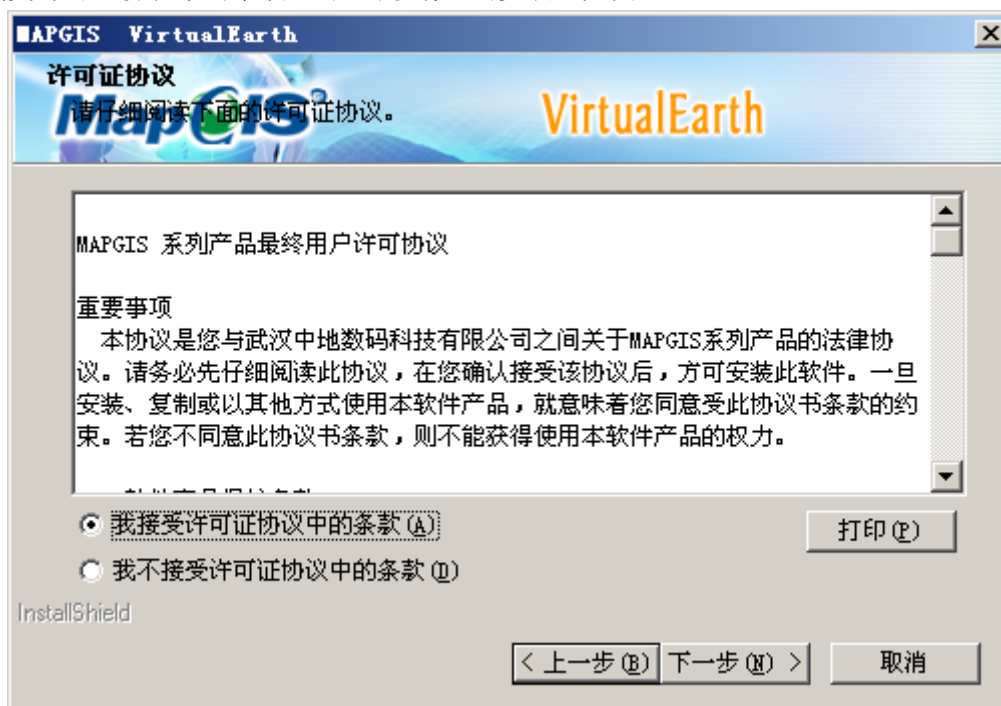 MAPGIS VirtualEarth
许可证协议
请仔细阅读下面的许可证协议。
MapGIS
VirtualEarth
MAPGIS 系列产品最终用户许可协议
重要事项
本协议是您与武汉中地数码科技有限公司之间关于MAPGIS系列产品的法律协
议。请务必先仔细阅读此协议，在您确认接受该协议后，方可安装此软件。一旦
安装、复制或以其他方式使用本软件产品，就意味着您同意受此协议书条款的约
束。若您不同意此协议书条款，则不能获得使用本软件产品的权力。
我接受许可证协议中的条款(A)
打印(P)
我不接受许可证协议中的条款(D)
InstallShield
< 上一步(B)
下一步(N) >
取消